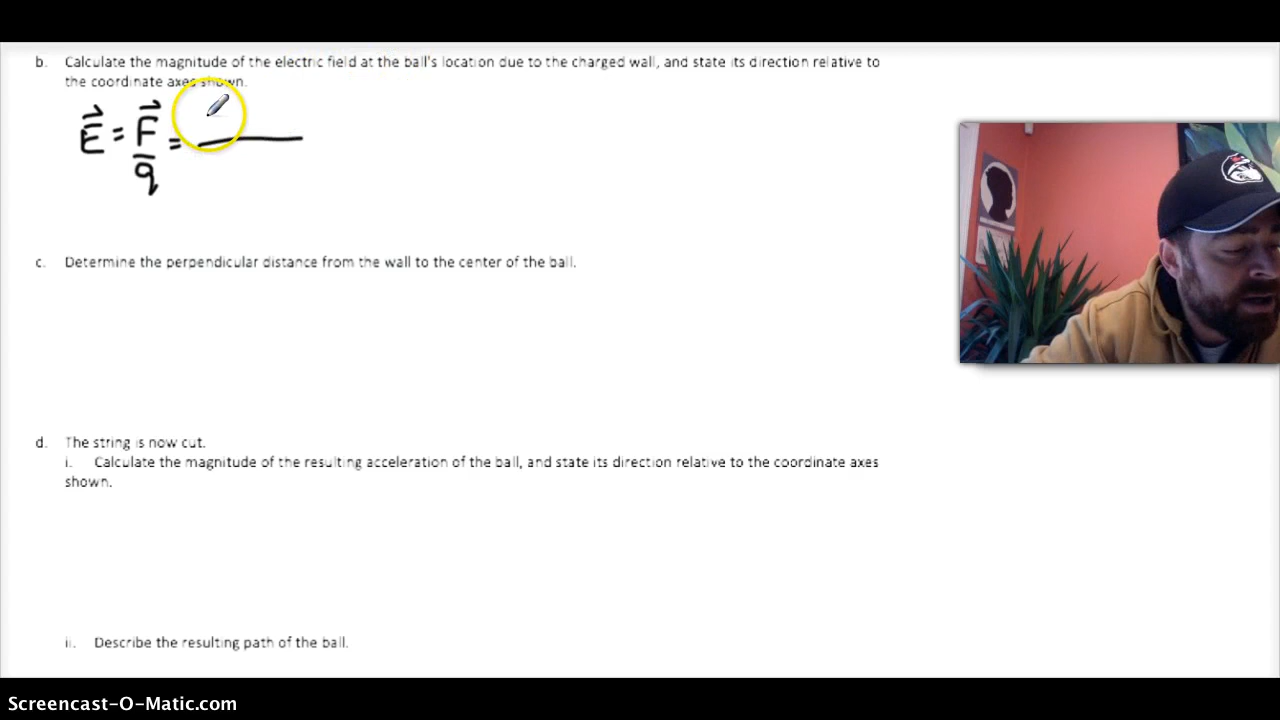 b. Calculate the magnitude of the electric field at the ball's location due to the charged wall, and state its direction relative to
the coordinate axes shown.
E⃗ = F⃗/q =
c. Determine the perpendicular distance from the wall to the center of the ball.
d. The string is now cut.
i. Calculate the magnitude of the resulting acceleration of the ball, and state its direction relative to the coordinate axes
shown.
ii. Describe the resulting path of the ball.
Screencast-O-Matic.com